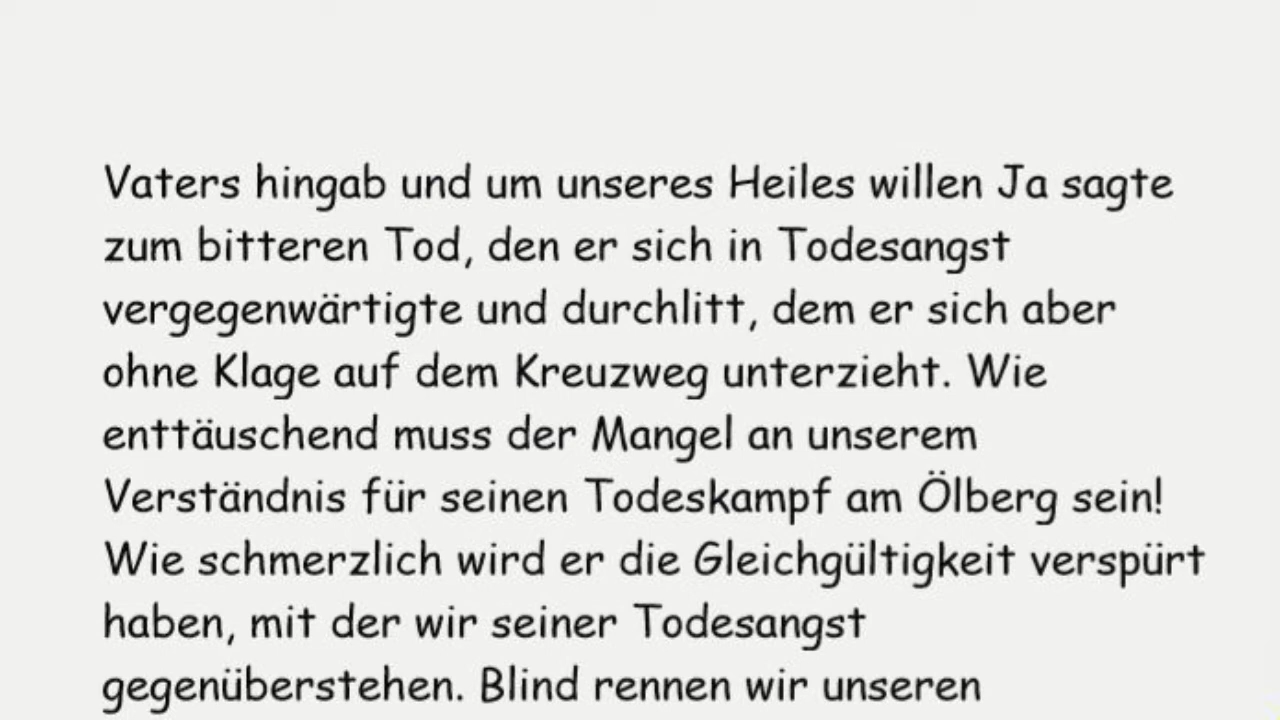 Vaters hingab und um unseres Heiles willen Ja sagte
zum bitteren Tod, den er sich in Todesangst
vergegenwärtigte und durchlitt, dem er sich aber
ohne Klage auf dem Kreuzweg unterzieht. Wie
enttäuschend muss der Mangel an unserem
Verständnis für seinen Todeskampf am Ölberg sein!
Wie schmerzlich wird er die Gleichgültigkeit verspürt
haben, mit der wir seiner Todesangst
gegenüberstehen. Blind rennen wir unseren